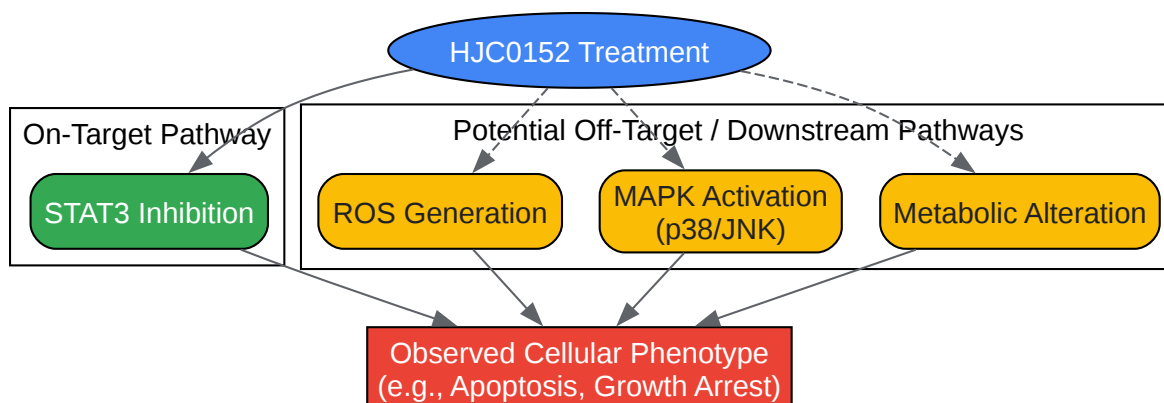 HJC0152 Treatment
On-Target Pathway
Potential Off-Target / Downstream Pathways
STAT3 Inhibition
ROS Generation
MAPK Activation
(p38/JNK)
Metabolic Alteration
Observed Cellular Phenotype
(e.g., Apoptosis, Growth Arrest)